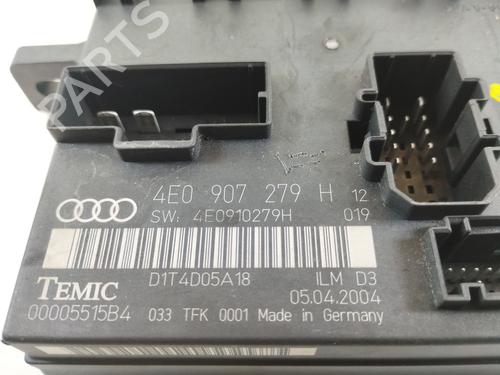 PARTS
4E0 907 279 H 12
SW: 4E0910279H 019
D1T4D05A18 ILM D3
TEMIC 05.04.2004
00005515B4 033 TFK 0001 Made in Germany